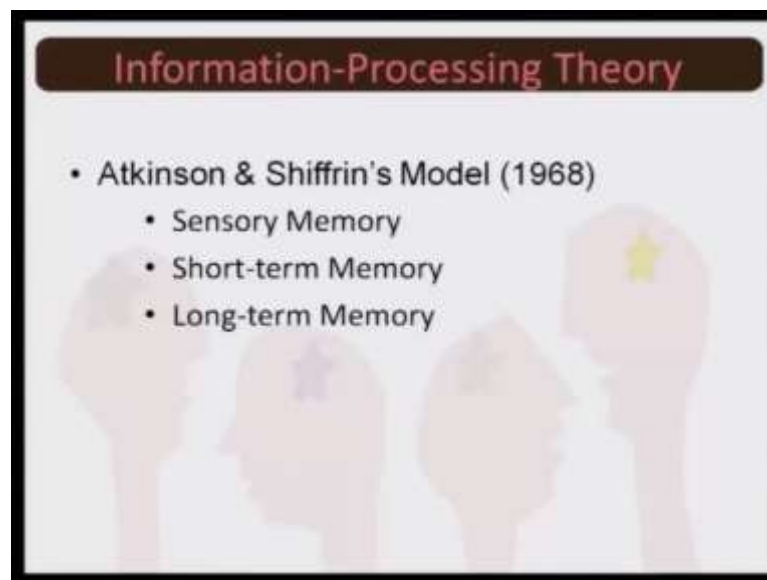 Information-Processing Theory
• Atkinson & Shiffrin's Model (1968)
• Sensory Memory
• Short-term Memory
• Long-term Memory